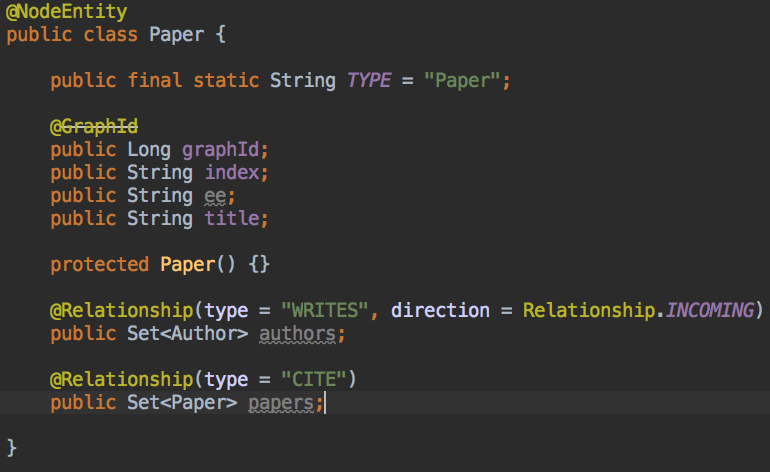 @NodeEntity
public class Paper {
public final static String TYPE = "Paper";
@GraphId
public Long graphId;
public String index;
public String ee;
public String title;
protected Paper() {}
@Relationship(type = "WRITES", direction = Relationship.INCOMING)
public Set<Author> authors;
@Relationship(type = "CITE")
public Set<Paper> papers;
}